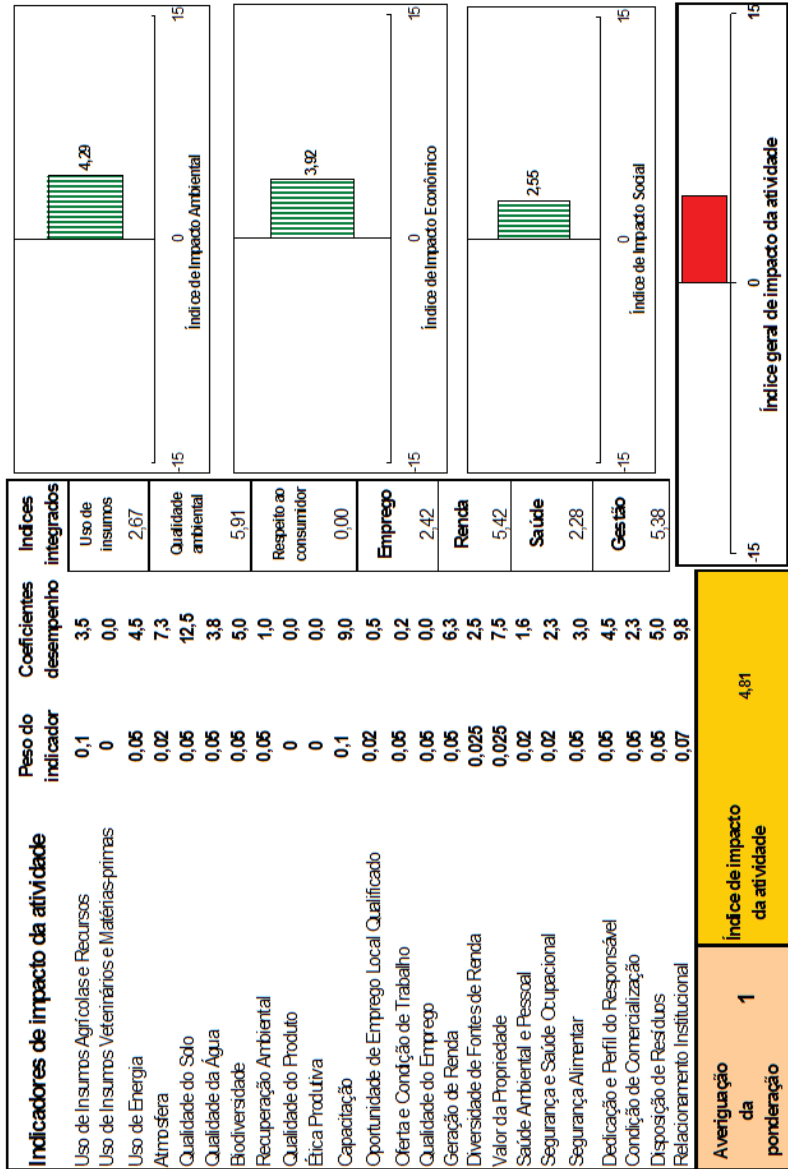 Indicadores de impacto da atividade Peso do indicador Coeficientes desempenho Indices integrados
Uso de Insumos Agrícolas e Recursos 0,1 3,5
Uso de Insumos Veterinários e Matérias-primas 0 0,0
Uso de Energia 0,05 4,5
Atmosfera 0,02 7,3
Qualidade do Solo 0,05 12,5
Qualidade da Água 0,05 3,8
Biodiversidade 0,05 5,0
Recuperação Ambiental 0,05 1,0
Qualidade do Produto 0 0,0
Ética Produtiva 0 0,0
Capacitação 0,1 9,0
Oportunidade de Emprego Local Qualificado 0,02 0,5
Oferta e Condição de Trabalho 0,05 0,2
Qualidade do Emprego 0,05 0,0
Geração de Renda 0,05 6,3
Diversidade de Fontes de Renda 0,025 2,5
Valor da Propriedade 0,025 7,5
Saúde Ambiental e Pessoal 0,02 1,6
Segurança e Saúde Ocupacional 0,02 2,3
Segurança Alimentar 0,05 3,0
Dedicação e Perfil do Responsável 0,05 4,5
Condição de Comercialização 0,05 2,3
Disposição de Resíduos 0,05 5,0
Relacionamento Institucional 0,07 9,8
Uso de
insumos
2,67
Qualidade
ambiental
5,91
Respeito ao
consumidor
0,00
Emprego
2,42
Renda
5,42
Saúde
2,28
Gestão
5,38
4,29
-15 0 15
Índice de Impacto Ambiental
3,92
-15 0 15
Índice de Impacto Econômico
2,55
-15 0 15
Índice de Impacto Social
Averiguação
da
ponderação
1
Índice de impacto
da atividade
4,81
-15 0 15
Índice geral de impacto da atividade